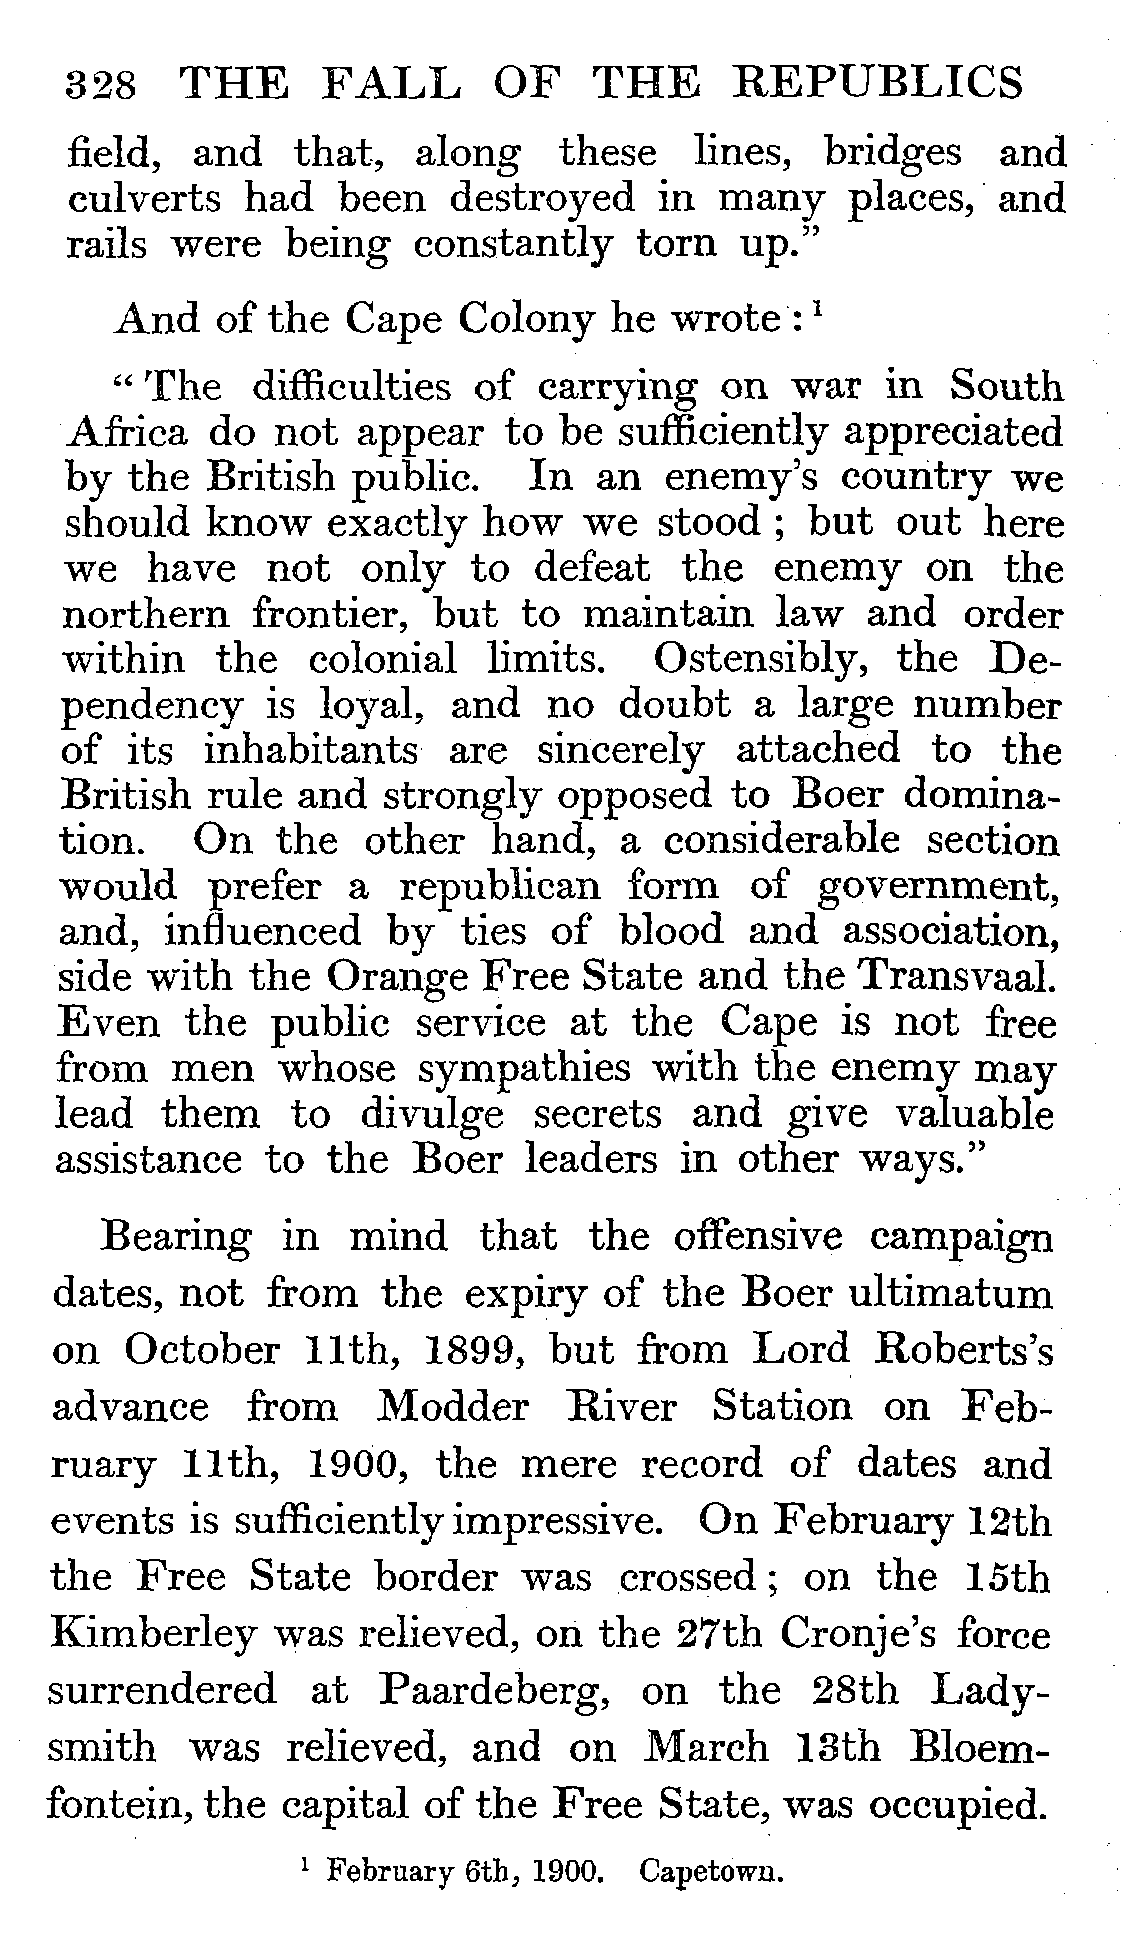 328 THE FALL OF THE REPUBLICS
field, and that, along these lines, bridges and
culverts had been destroyed in many places, and
rails were being constantly torn up.”
And of the Cape Colony he wrote : ¹
“ The difficulties of carrying on war in South
Africa do not appear to be sufficiently appreciated
by the British public. In an enemy’s country we
should know exactly how we stood ; but out here
we have not only to defeat the enemy on the
northern frontier, but to maintain law and order
within the colonial limits. Ostensibly, the De-
pendency is loyal, and no doubt a large number
of its inhabitants are sincerely attached to the
British rule and strongly opposed to Boer domina-
tion. On the other hand, a considerable section
would prefer a republican form of government,
and, influenced by ties of blood and association,
side with the Orange Free State and the Transvaal.
Even the public service at the Cape is not free
from men whose sympathies with the enemy may
lead them to divulge secrets and give valuable
assistance to the Boer leaders in other ways.”
Bearing in mind that the offensive campaign
dates, not from the expiry of the Boer ultimatum
on October 11th, 1899, but from Lord Roberts’s
advance from Modder River Station on Feb-
ruary 11th, 1900, the mere record of dates and
events is sufficiently impressive. On February 12th
the Free State border was crossed ; on the 15th
Kimberley was relieved, on the 27th Cronje’s force
surrendered at Paardeberg, on the 28th Lady-
smith was relieved, and on March 13th Bloem-
fontein, the capital of the Free State, was occupied.
¹ February 6th, 1900. Capetown.